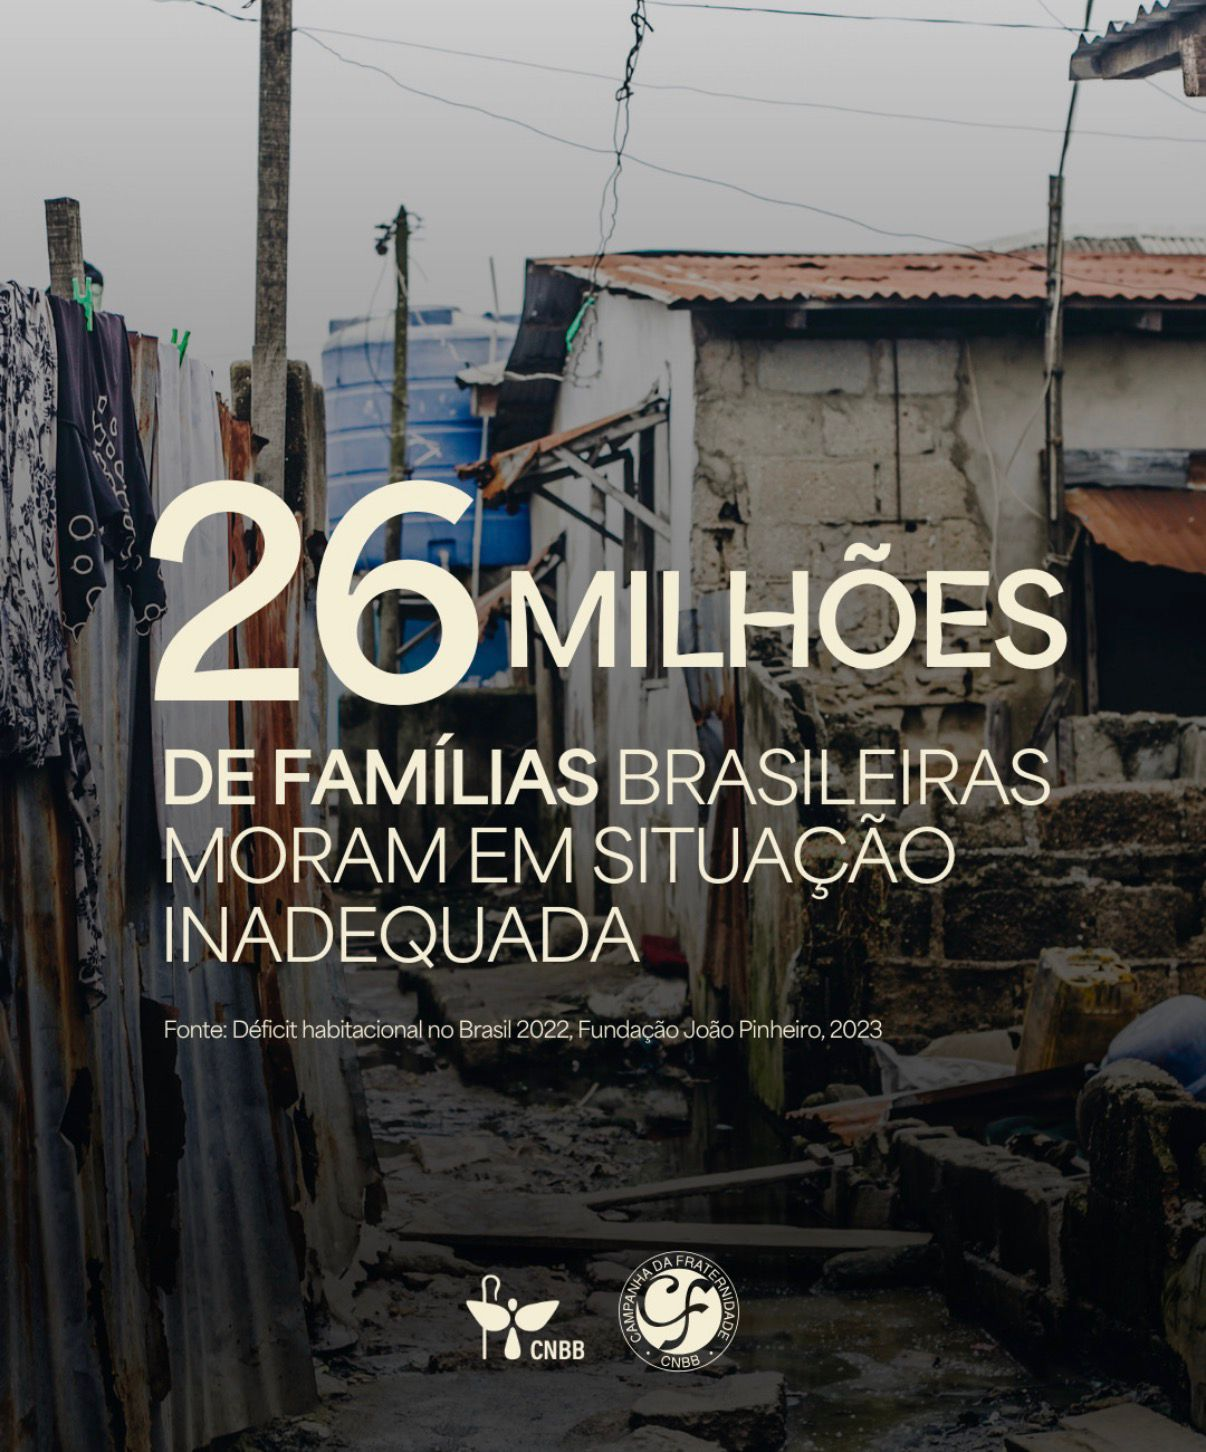 26 MILHÕES
DE FAMÍLIAS BRASILEIRAS
MORAM EM SITUAÇÃO
INADEQUADA
Fonte: Déficit habitacional no Brasil 2022, Fundação João Pinheiro, 2023
CNBB
CAMPANHA DA FRATERNIDADE
CF
CNBB